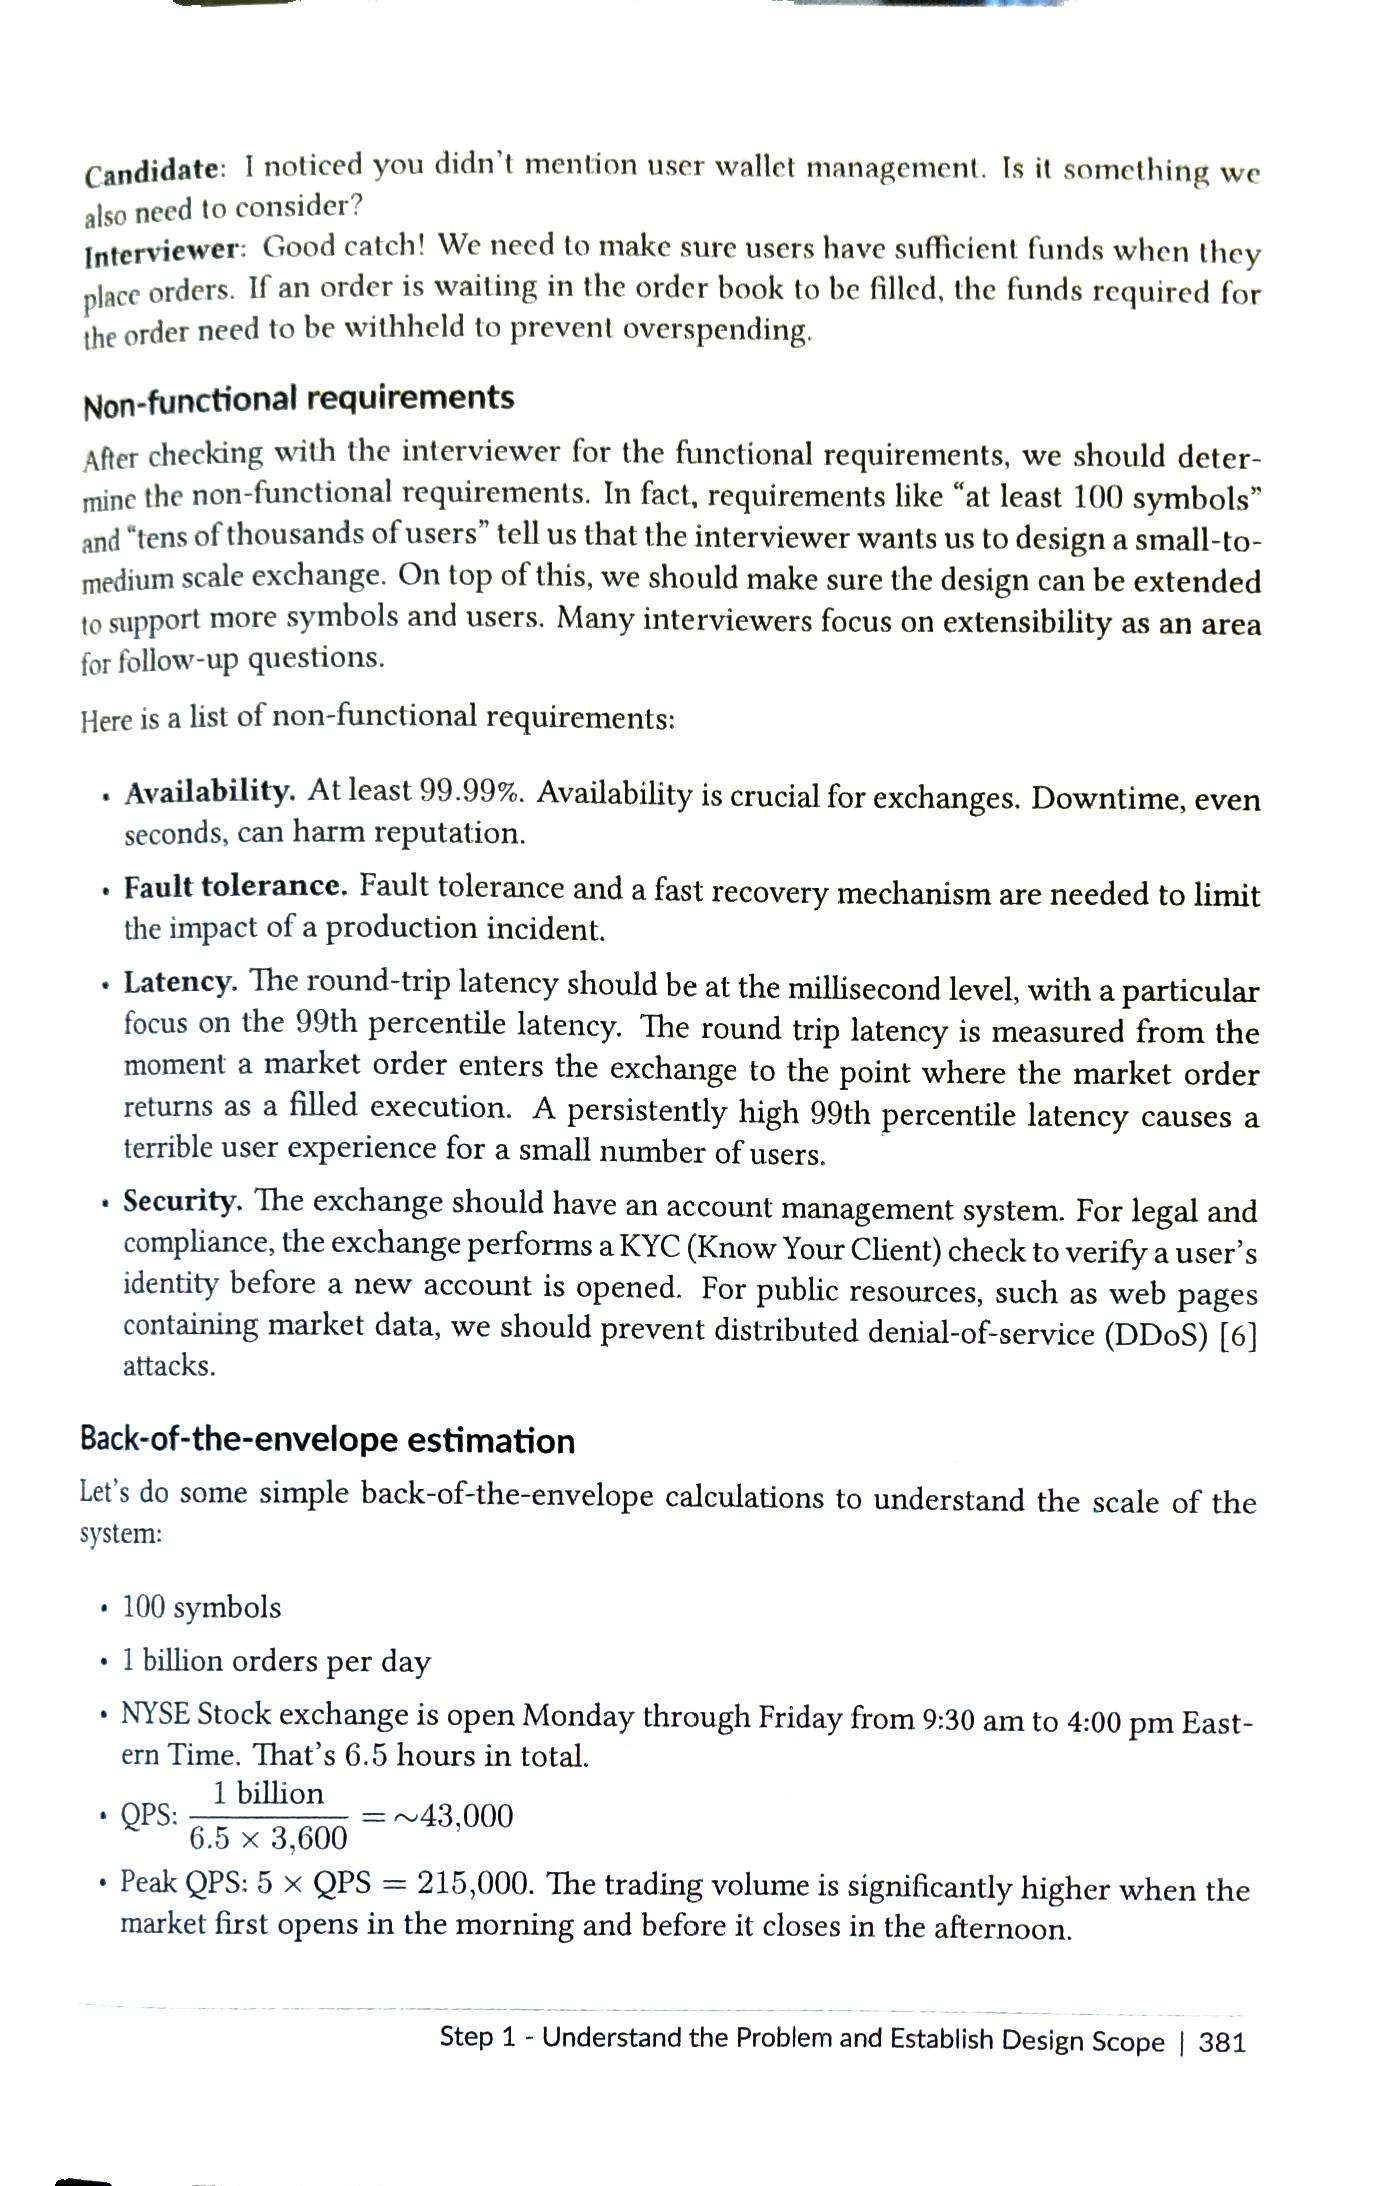 Candidate: I noticed you didn't mention user wallet management. Is it something we
also need to consider?
Interviewer: Good catch! We need to make sure users have sufficient funds when they
place orders. If an order is waiting in the order book to be filled, the funds required for
the order need to be withheld to prevent overspending.
Non-functional requirements
After checking with the interviewer for the functional requirements, we should deter-
mine the non-functional requirements. In fact, requirements like “at least 100 symbols”
and “tens of thousands of users” tell us that the interviewer wants us to design a small-to-
medium scale exchange. On top of this, we should make sure the design can be extended
to support more symbols and users. Many interviewers focus on extensibility as an area
for follow-up questions.
Here is a list of non-functional requirements:
• Availability. At least 99.99%. Availability is crucial for exchanges. Downtime, even
seconds, can harm reputation.
• Fault tolerance. Fault tolerance and a fast recovery mechanism are needed to limit
the impact of a production incident.
• Latency. The round-trip latency should be at the millisecond level, with a particular
focus on the 99th percentile latency. The round trip latency is measured from the
moment a market order enters the exchange to the point where the market order
returns as a filled execution. A persistently high 99th percentile latency causes a
terrible user experience for a small number of users.
• Security. The exchange should have an account management system. For legal and
compliance, the exchange performs a KYC (Know Your Client) check to verify a user's
identity before a new account is opened. For public resources, such as web pages
containing market data, we should prevent distributed denial-of-service (DDoS) [6]
attacks.
Back-of-the-envelope estimation
Let's do some simple back-of-the-envelope calculations to understand the scale of the
system:
• 100 symbols
• 1 billion orders per day
• NYSE Stock exchange is open Monday through Friday from 9:30 am to 4:00 pm East-
ern Time. That's 6.5 hours in total.
1 billion
• QPS: = ~43,000
6.5 × 3,600
• Peak QPS: 5 × QPS = 215,000. The trading volume is significantly higher when the
market first opens in the morning and before it closes in the afternoon.
Step 1 - Understand the Problem and Establish Design Scope | 381